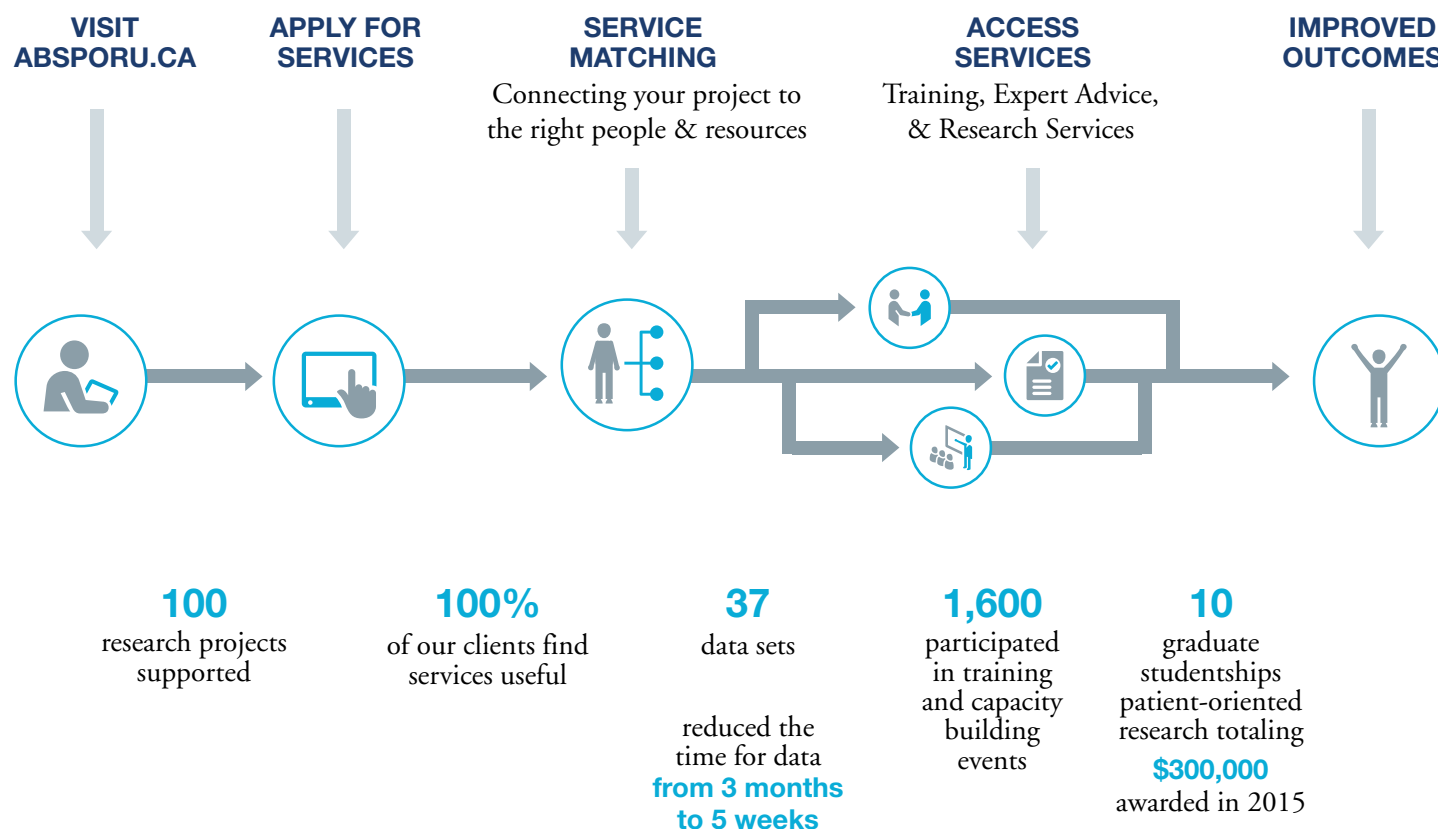 VISIT
ABSPORU.CA
APPLY FOR
SERVICES
SERVICE
MATCHING
Connecting your project to
the right people & resources
ACCESS
SERVICES
Training, Expert Advice,
& Research Services
IMPROVED
OUTCOMES
100
research projects
supported
100%
of our clients find
services useful
37
data sets
reduced the
time for data
from 3 months
to 5 weeks
1,600
participated
in training
and capacity
building
events
10
graduate
studentships
patient-oriented
research totaling
$300,000
awarded in 2015